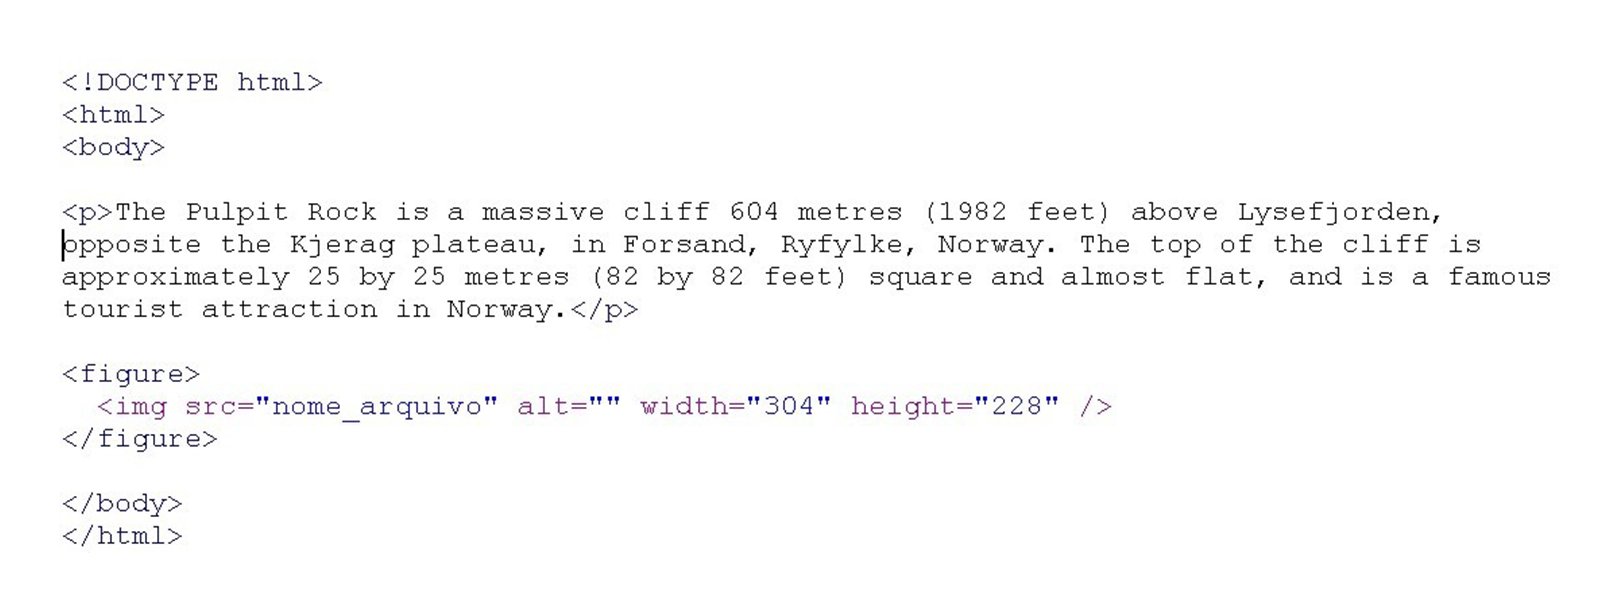 <!DOCTYPE html>
<html>
<body>
<p>The Pulpit Rock is a massive cliff 604 metres (1982 feet) above Lysefjorden,
opposite the Kjerag plateau, in Forsand, Ryfylke, Norway. The top of the cliff is
approximately 25 by 25 metres (82 by 82 feet) square and almost flat, and is a famous
tourist attraction in Norway.</p>
<figure>
<img src="nome_arquivo" alt="" width="304" height="228" />
</figure>
</body>
</html>